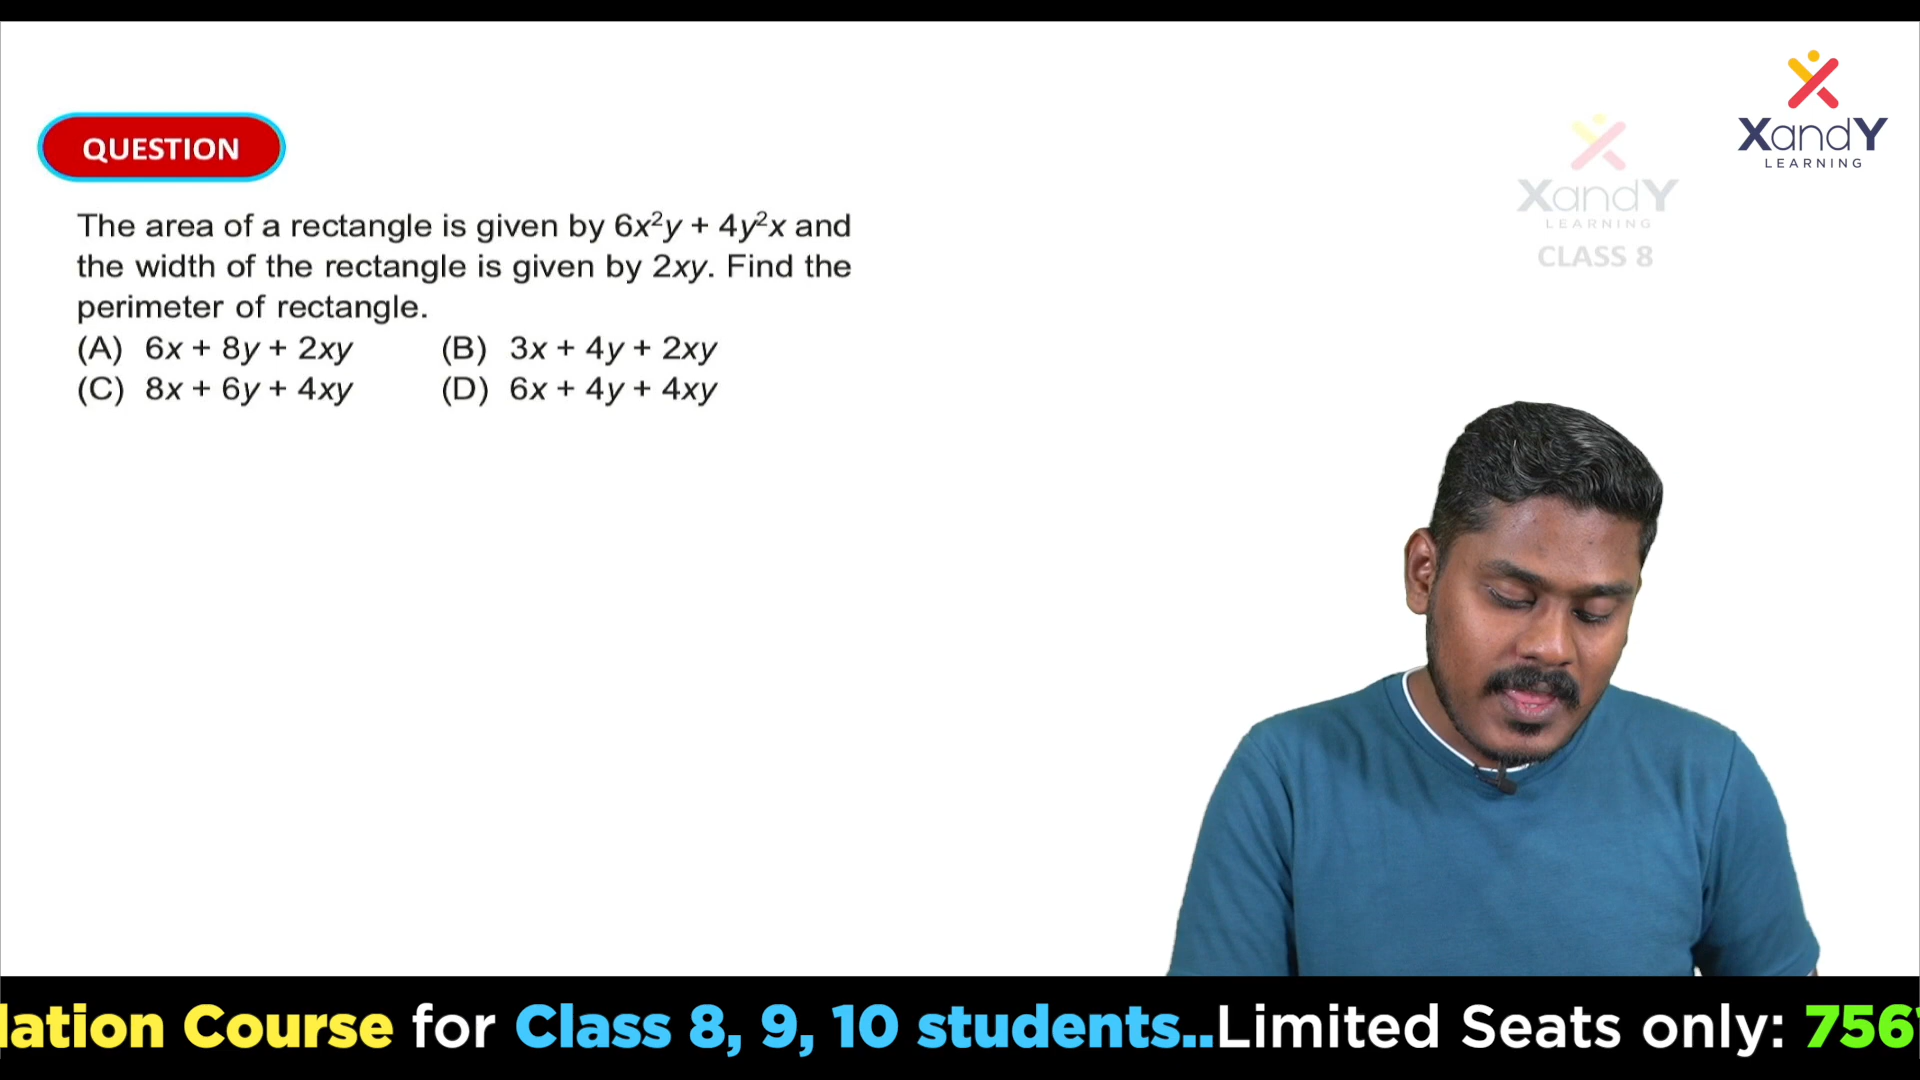 XandY
LEARNING
XandY
LEARNING
CLASS 8
QUESTION
The area of a rectangle is given by 6x²y + 4y²x and
the width of the rectangle is given by 2xy. Find the
perimeter of rectangle.
(A) 6x + 8y + 2xy (B) 3x + 4y + 2xy
(C) 8x + 6y + 4xy (D) 6x + 4y + 4xy
lation Course for Class 8, 9, 10 students..Limited Seats only: 756